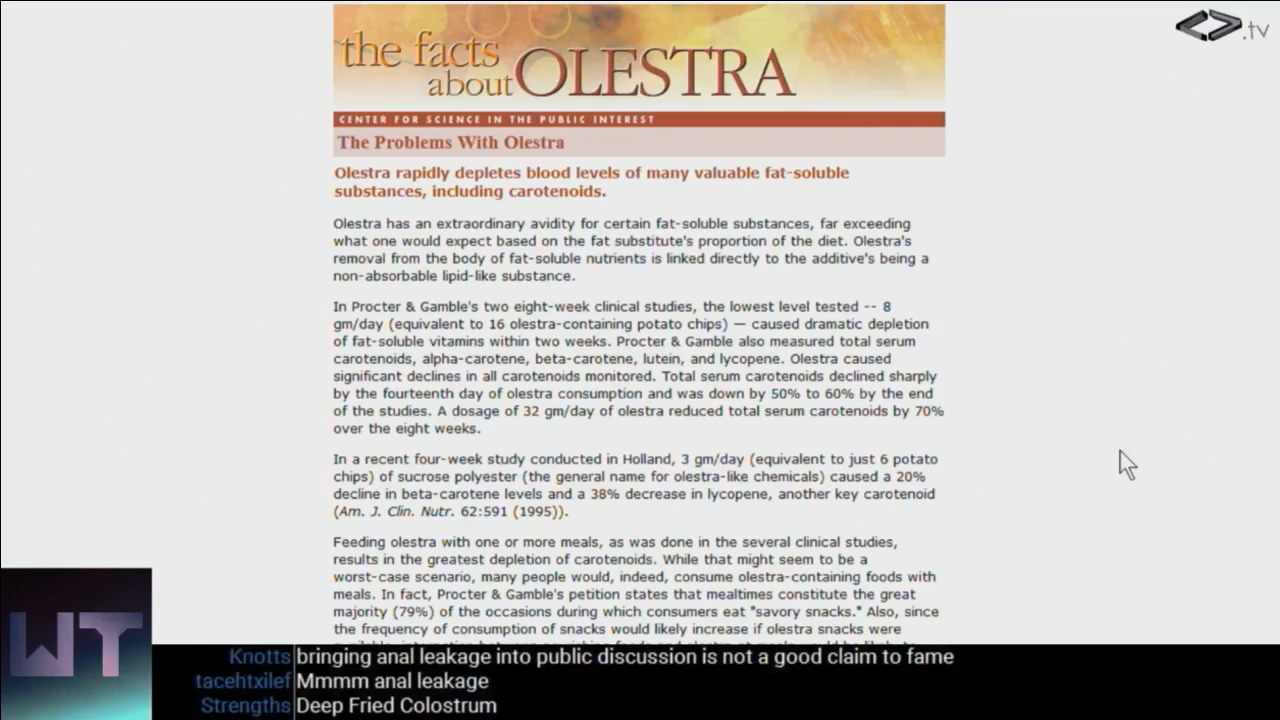 the facts
about OLESTRA
.tv
CENTER FOR SCIENCE IN THE PUBLIC INTEREST
The Problems With Olestra
Olestra rapidly depletes blood levels of many valuable fat-soluble
substances, including carotenoids.
Olestra has an extraordinary avidity for certain fat-soluble substances, far exceeding
what one would expect based on the fat substitute's proportion of the diet. Olestra's
removal from the body of fat-soluble nutrients is linked directly to the additive's being a
non-absorbable lipid-like substance.
In Procter & Gamble's two eight-week clinical studies, the lowest level tested -- 8
gm/day (equivalent to 16 olestra-containing potato chips) — caused dramatic depletion
of fat-soluble vitamins within two weeks. Procter & Gamble also measured total serum
carotenoids, alpha-carotene, beta-carotene, lutein, and lycopene. Olestra caused
significant declines in all carotenoids monitored. Total serum carotenoids declined sharply
by the fourteenth day of olestra consumption and was down by 50% to 60% by the end
of the studies. A dosage of 32 gm/day of olestra reduced total serum carotenoids by 70%
over the eight weeks.
In a recent four-week study conducted in Holland, 3 gm/day (equivalent to just 6 potato
chips) of sucrose polyester (the general name for olestra-like chemicals) caused a 20%
decline in beta-carotene levels and a 38% decrease in lycopene, another key carotenoid
(Am. J. Clin. Nutr. 62:591 (1995)).
Feeding olestra with one or more meals, as was done in the several clinical studies,
results in the greatest depletion of carotenoids. While that might seem to be a
worst-case scenario, many people would, indeed, consume olestra-containing foods with
meals. In fact, Procter & Gamble's petition states that mealtimes constitute the great
majority (79%) of the occasions during which consumers eat "savory snacks." Also, since
the frequency of consumption of snacks would likely increase if olestra snacks were
WT
Knotts bringing anal leakage into public discussion is not a good claim to fame
tacehtxilef Mmmm anal leakage
Strengths Deep Fried Colostrum